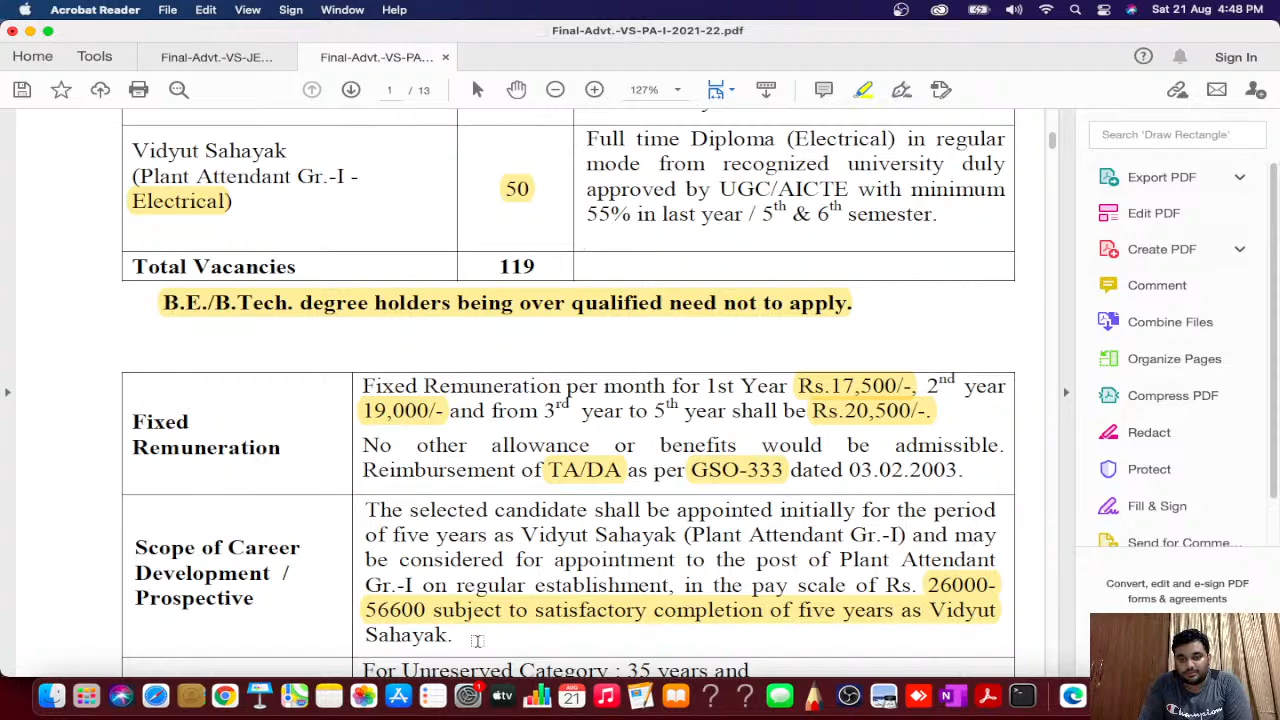 Acrobat Reader File Edit View Sign Window Help Sat 21 Aug 4:48 PM
Final-Advt.-VS-PA-I-2021-22.pdf
Home Tools Final-Advt.-VS-JE... Final-Advt.-VS-PA... × Sign In
1 / 13 127%
Vidyut Sahayak
(Plant Attendant Gr.-I -
Electrical)
50
Full time Diploma (Electrical) in regular
mode from recognized university duly
approved by UGC/AICTE with minimum
55% in last year / 5th & 6th semester.
Total Vacancies 119
B.E./B.Tech. degree holders being over qualified need not to apply.
Fixed
Remuneration
Fixed Remuneration per month for 1st Year Rs.17,500/-, 2nd year
19,000/- and from 3rd year to 5th year shall be Rs.20,500/-.
No other allowance or benefits would be admissible.
Reimbursement of TA/DA as per GSO-333 dated 03.02.2003.
Scope of Career
Development /
Prospective
The selected candidate shall be appointed initially for the period
of five years as Vidyut Sahayak (Plant Attendant Gr.-I) and may
be considered for appointment to the post of Plant Attendant
Gr.-I on regular establishment, in the pay scale of Rs. 26000-
56600 subject to satisfactory completion of five years as Vidyut
Sahayak.
For Unreserved Category : 35 years and
Search 'Draw Rectangle'
Export PDF
Edit PDF
Create PDF
Comment
Combine Files
Organize Pages
Compress PDF
Redact
Protect
Fill & Sign
Send for Comme...
Convert, edit and e-sign PDF
forms & agreements
AUG
21
tv
Champion